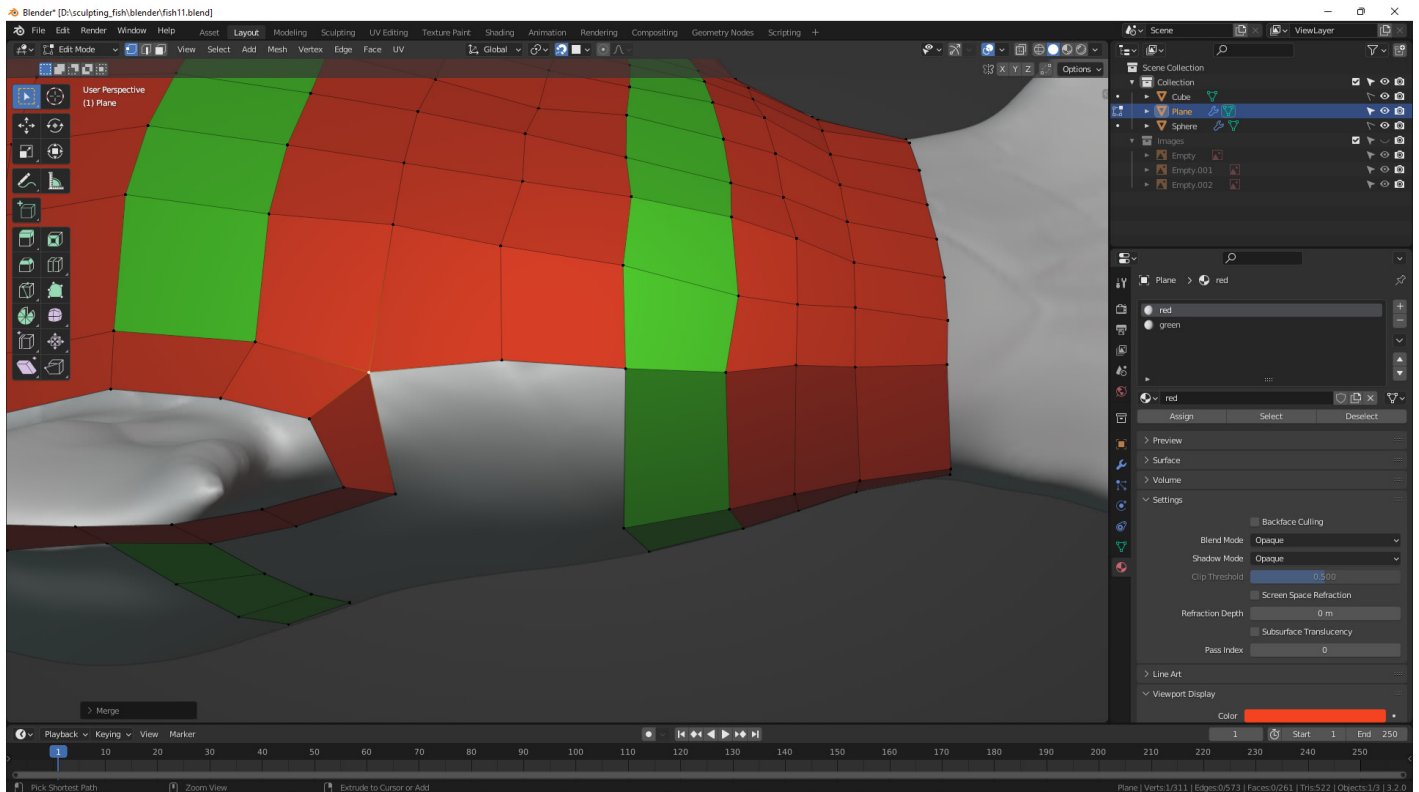 Blender* [D:\sculpting_fish\blender\fish11.blend]
File Edit Render Window Help Asset Layout Modeling Sculpting UV Editing Texture Paint Shading Animation Rendering Compositing Geometry Nodes Scripting + Scene ViewLayer
Edit Mode View Select Add Mesh Vertex Edge Face UV Global
X Y Z Options
User Perspective
(1) Plane
Scene Collection
Collection
Cube
Plane
Sphere
Images
Empty
Empty.001
Empty.002
Plane > red
red
green
red
Assign Select Deselect
Preview
Surface
Volume
Settings
Backface Culling
Blend Mode Opaque
Shadow Mode Opaque
Clip Threshold 0.500
Screen Space Refraction
Refraction Depth 0 m
Subsurface Translucency
Pass Index 0
Line Art
Viewport Display
Color
> Merge
Playback Keying View Marker 1 Start 1 End 250
1 10 20 30 40 50 60 70 80 90 100 110 120 130 140 150 160 170 180 190 200 210 220 230 240 250
Pick Shortest Path Zoom View Extrude to Cursor or Add Plane | Verts:1/311 | Edges:0/573 | Faces:0/261 | Tris:522 | Objects:1/3 | 3.2.0